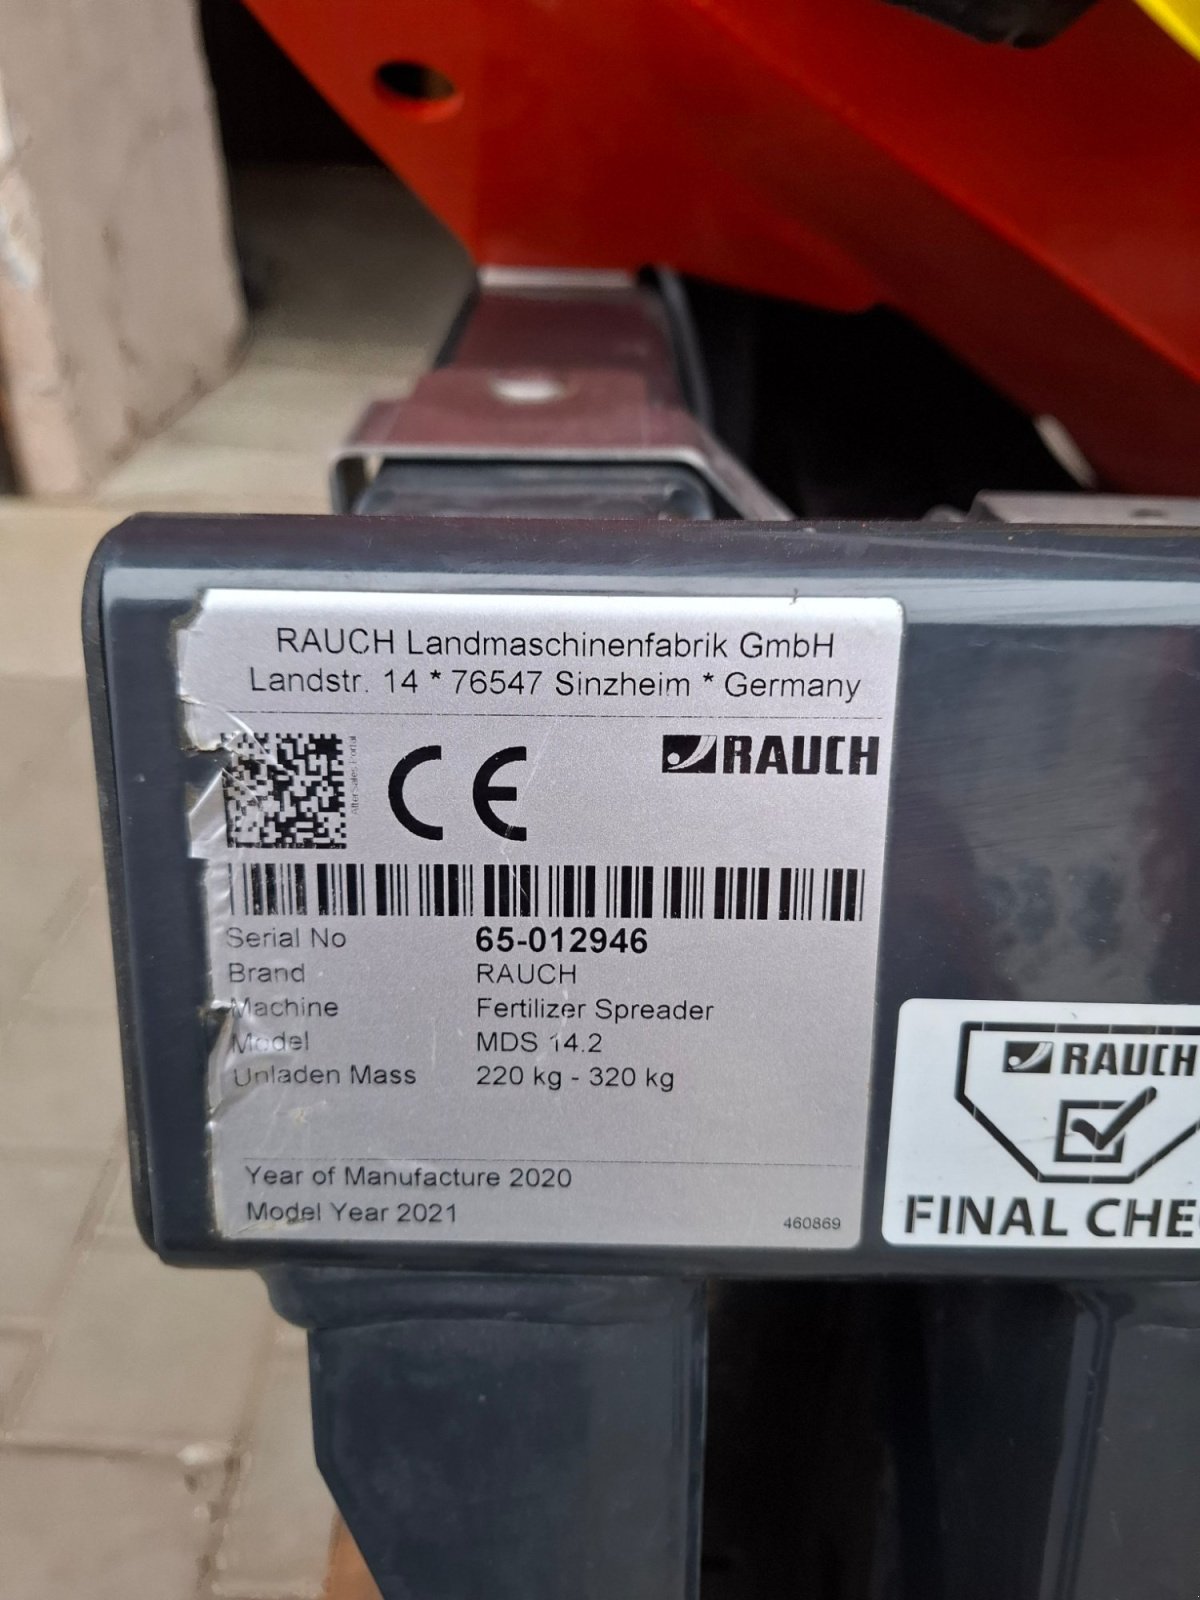 RAUCH Landmaschinenfabrik GmbH
Landstr. 14 * 76547 Sinzheim * Germany
AfterSales Portal
CE
RAUCH
Serial No 65-012946
Brand RAUCH
Machine Fertilizer Spreader
Model MDS 14.2
Unladen Mass 220 kg - 320 kg
Year of Manufacture 2020
Model Year 2021
460869
RAUCH
FINAL CHE